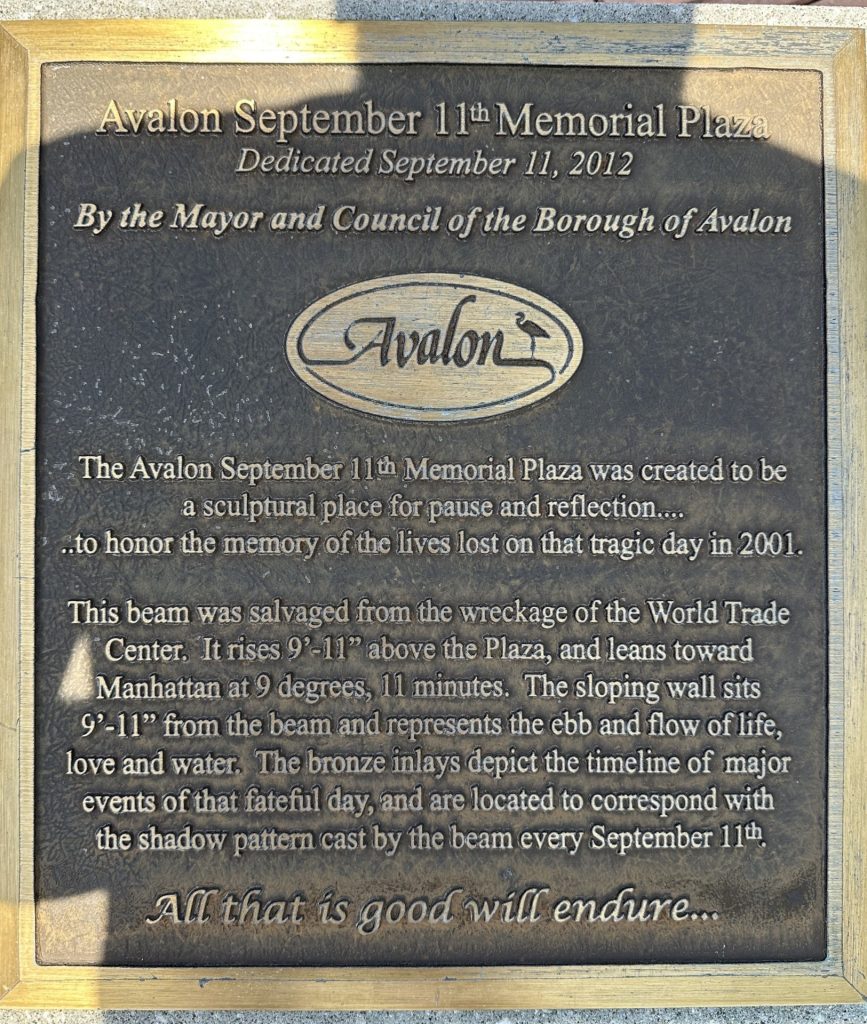 Avalon September 11th Memorial Plaza
Dedicated September 11, 2012
By the Mayor and Council of the Borough of Avalon
Avalon
The Avalon September 11th Memorial Plaza was created to be
a sculptural place for pause and reflection....
..to honor the memory of the lives lost on that tragic day in 2001.
This beam was salvaged from the wreckage of the World Trade
Center. It rises 9'-11" above the Plaza, and leans toward
Manhattan at 9 degrees, 11 minutes. The sloping wall sits
9'-11" from the beam and represents the ebb and flow of life,
love and water. The bronze inlays depict the timeline of major
events of that fateful day, and are located to correspond with
the shadow pattern cast by the beam every September 11th.
All that is good will endure...